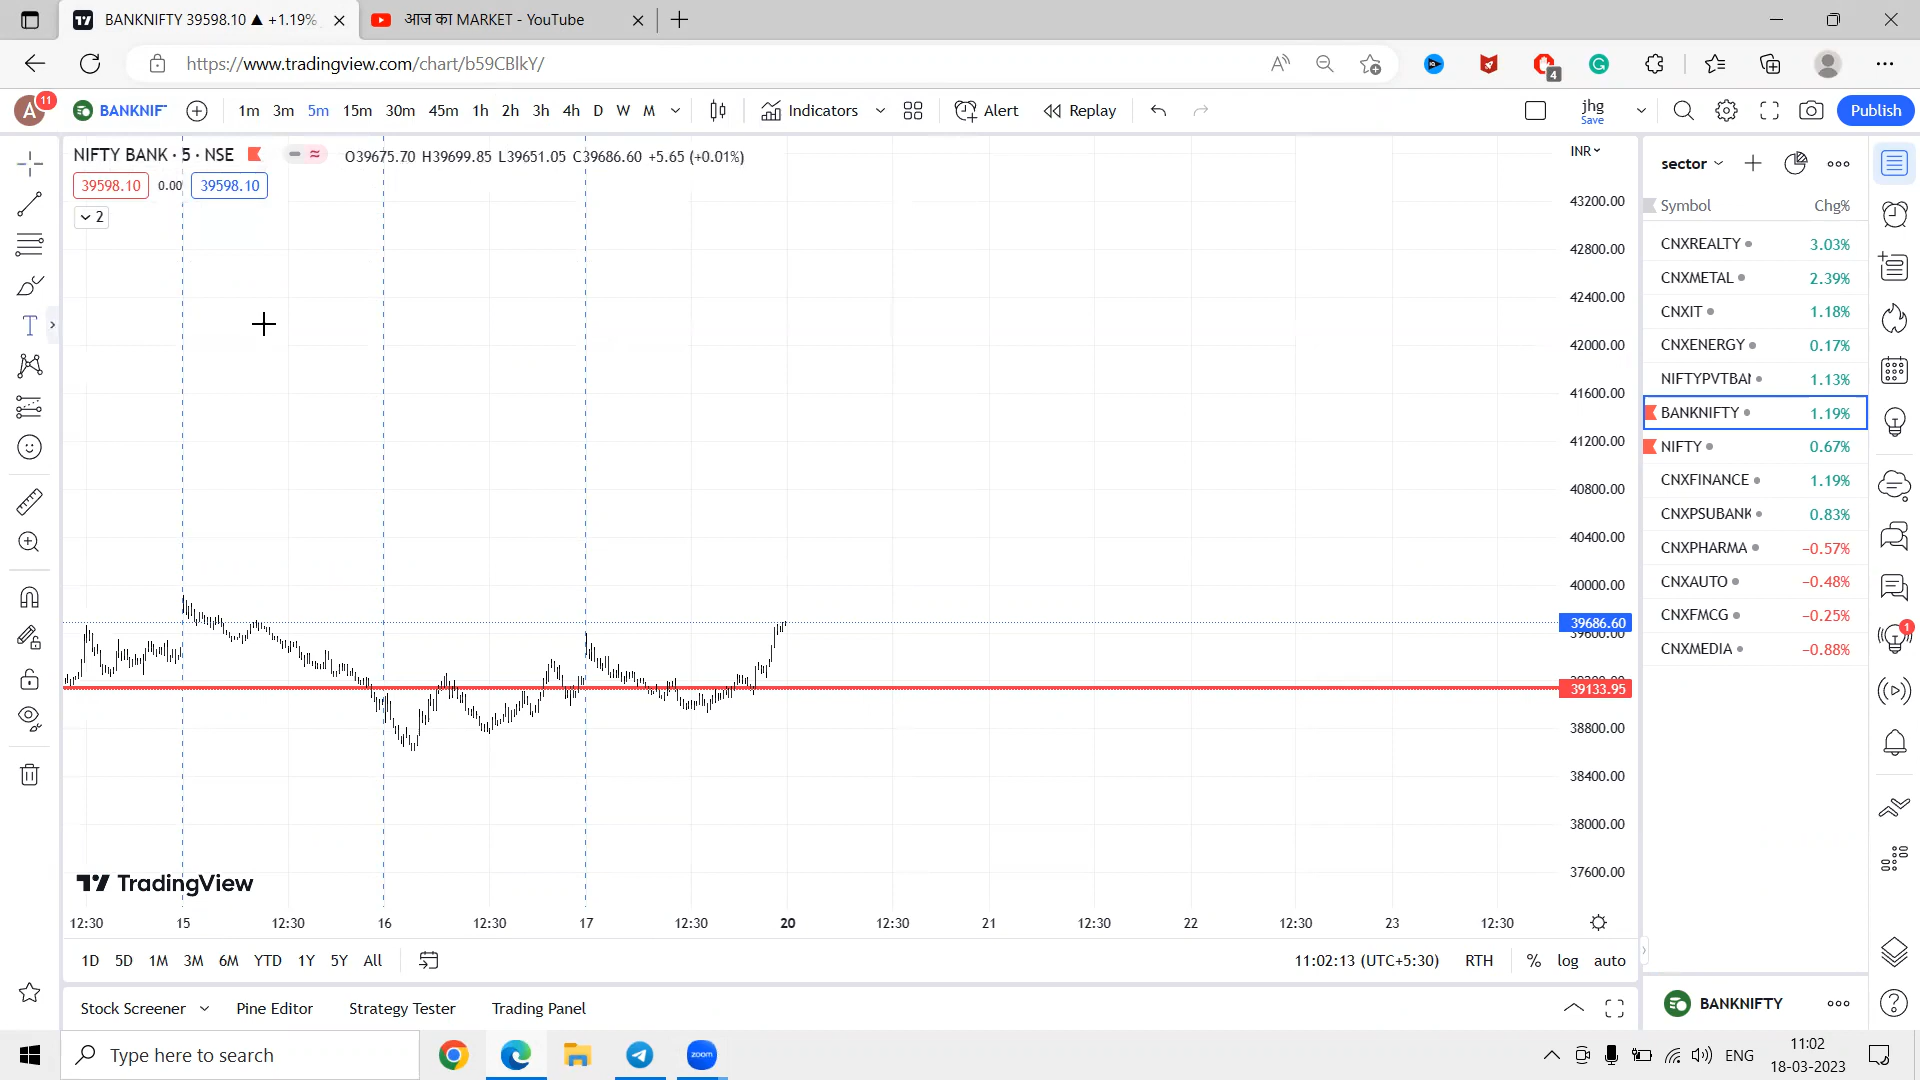 BANKNIFTY 39598.10 ▲ +1.19%
आज का MARKET - YouTube
https://www.tradingview.com/chart/b59CBlkY/
4
A 11 BANKNIF 1m 3m 5m 15m 30m 45m 1h 2h 3h 4h D W M Indicators Alert Replay jhg Save Publish
NIFTY BANK · 5 · NSE O39675.70 H39699.85 L39651.05 C39686.60 +5.65 (+0.01%)
39598.10 0.00 39598.10
2
INR
43200.00
42800.00
42400.00
42000.00
41600.00
41200.00
40800.00
40400.00
40000.00
39686.60
39600.00
39133.95
38800.00
38400.00
38000.00
37600.00
TradingView
12:30 15 12:30 16 12:30 17 12:30 20 12:30 21 12:30 22 12:30 23 12:30
1D 5D 1M 3M 6M YTD 1Y 5Y All 11:02:13 (UTC+5:30) RTH % log auto
Stock Screener Pine Editor Strategy Tester Trading Panel
sector
Symbol Chg%
CNXREALTY 3.03%
CNXMETAL 2.39%
CNXIT 1.18%
CNXENERGY 0.17%
NIFTYPVTBA 1.13%
BANKNIFTY 1.19%
NIFTY 0.67%
CNXFINANCE 1.19%
CNXPSUBANK 0.83%
CNXPHARMA −0.57%
CNXAUTO −0.48%
CNXFMCG −0.25%
CNXMEDIA −0.88%
1
BANKNIFTY
Type here to search
zoom
ENG
11:02
18-03-2023